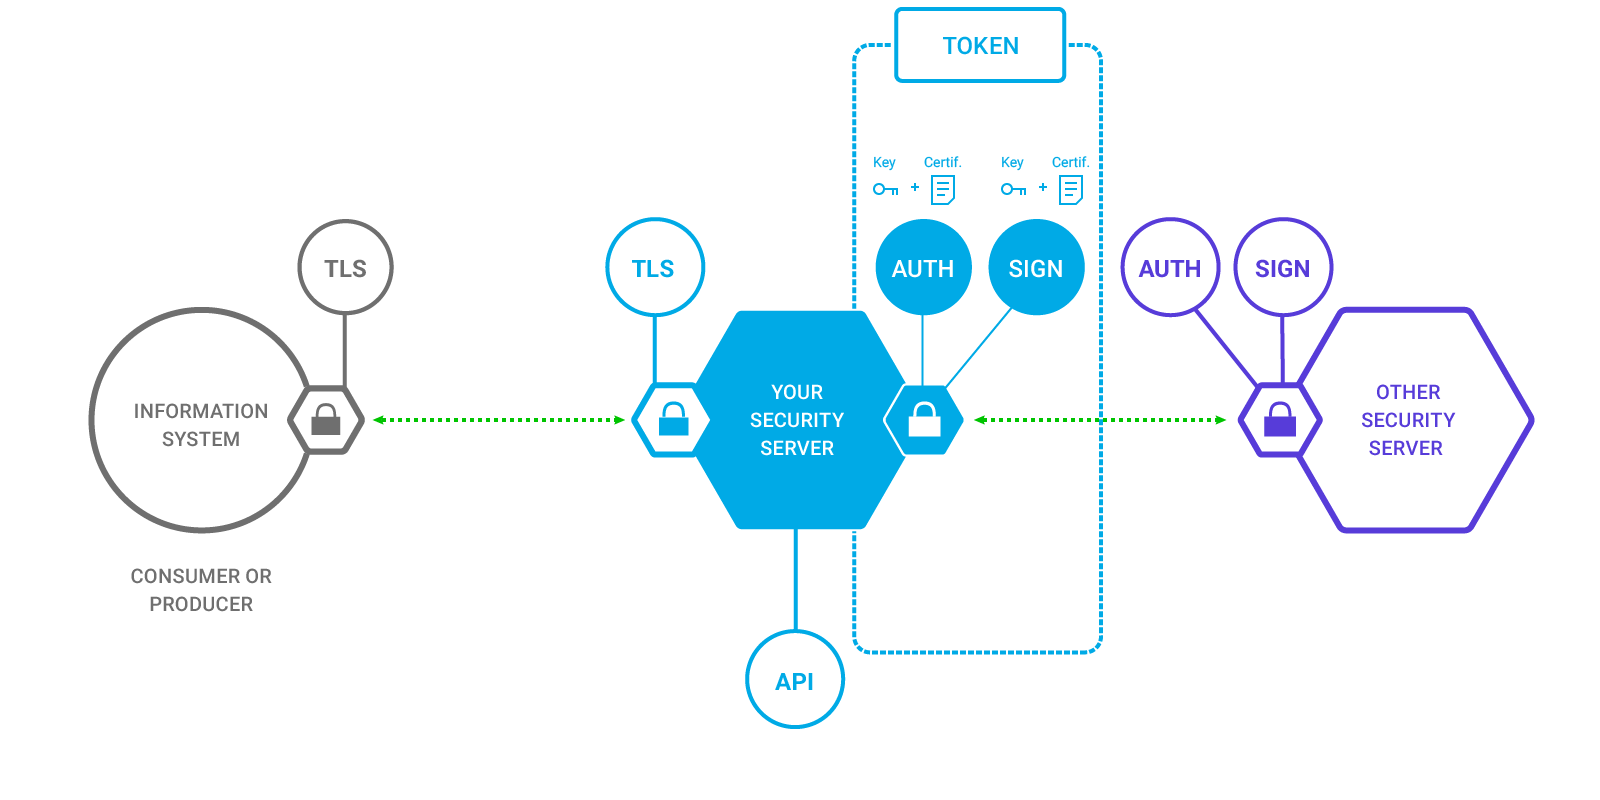 TOKEN
Key Certif. Key Certif.
TLS
TLS
AUTH
SIGN
AUTH
SIGN
INFORMATION
SYSTEM
YOUR
SECURITY
SERVER
OTHER
SECURITY
SERVER
CONSUMER OR
PRODUCER
API